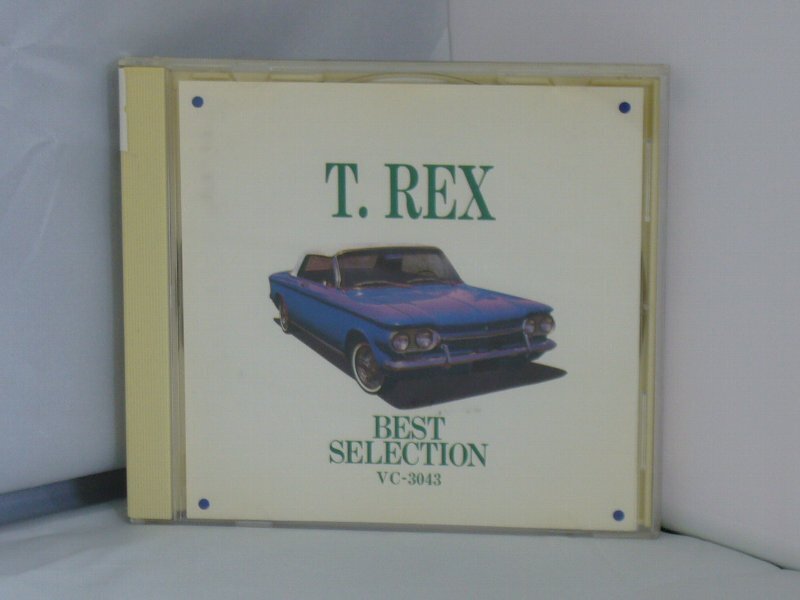 T. REX
BEST
SELECTION
VC-3043